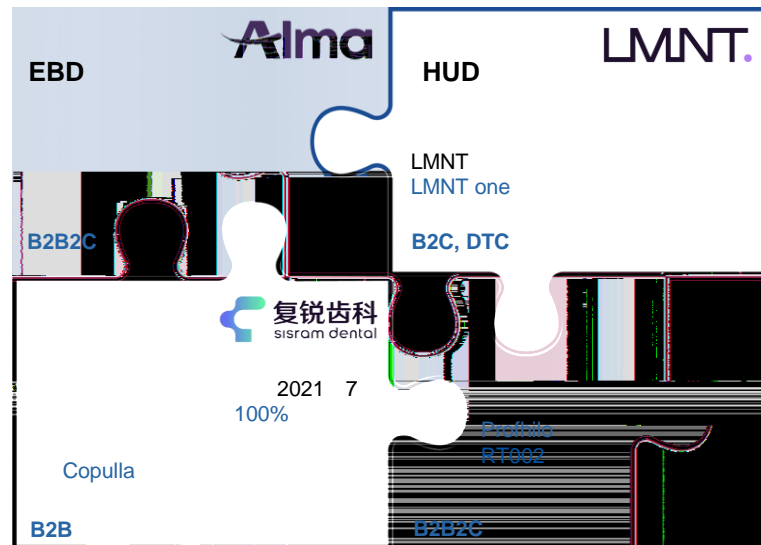 EBD
Alma
HUD
LMNT.
LMNT
LMNT one
B2B2C
B2C, DTC
复锐齿科
sisram dental
2021 7
100%
Copulla
B2B
Profhilo
RT002
B2B2C